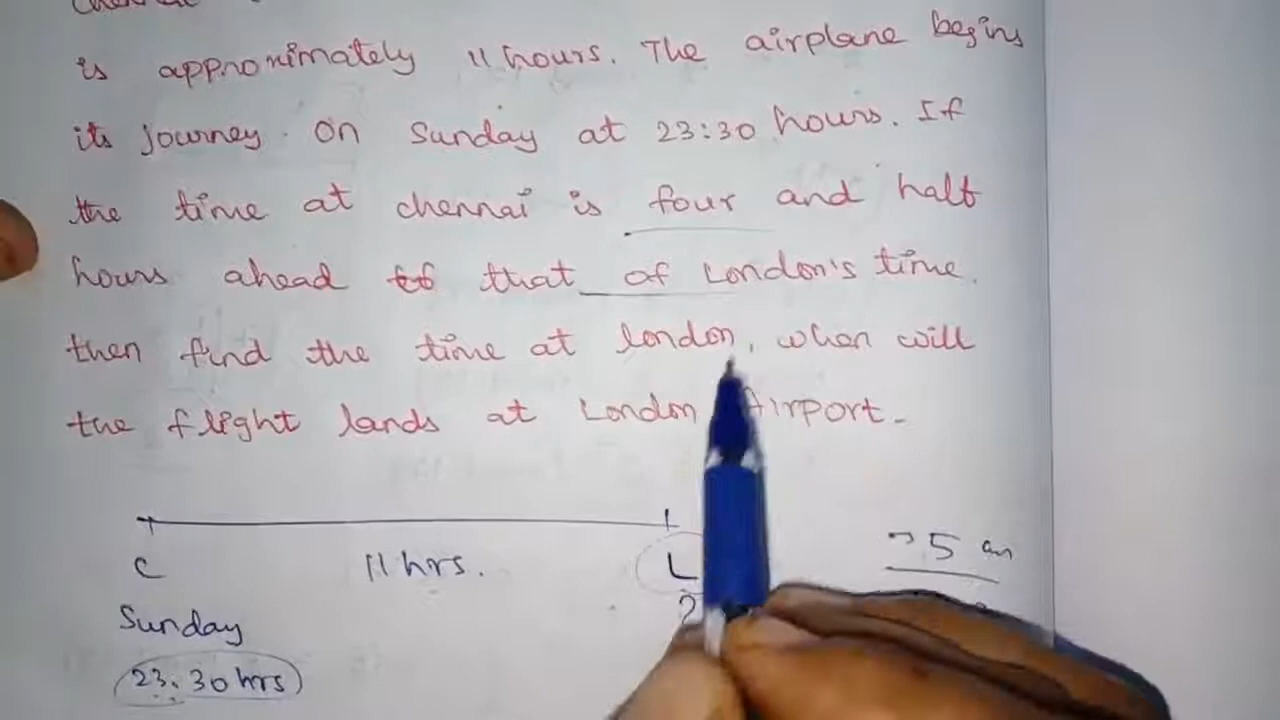 is approximately 11 hours. The airplane begins
its journey on Sunday at 23:30 hours. If
the time at chennai is four and half
hours ahead that of London's time.
then find the time at london, when will
the flight lands at London Airport.
C 11 hrs. L
5
Sunday
23.30 hrs